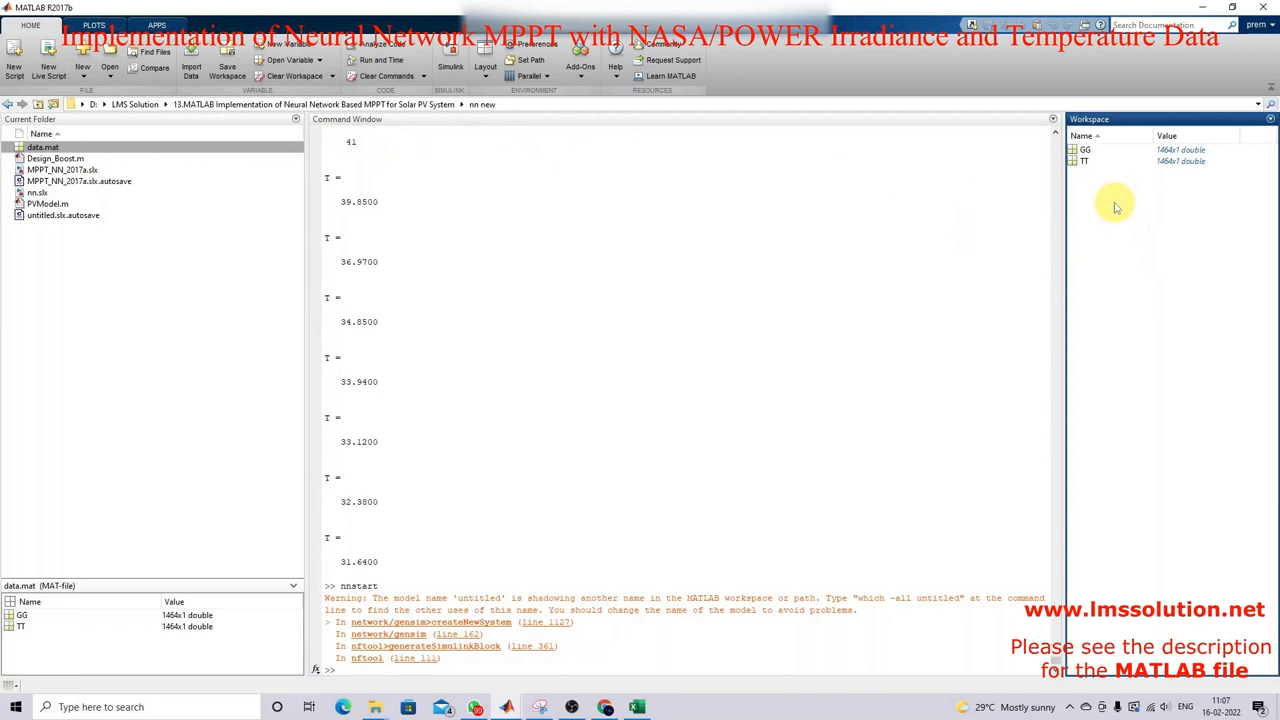 MATLAB R2017b
HOME PLOTS APPS
Search Documentation prem
Implementation of Neural Network MPPT with NASA/POWER Irradiance and Temperature Data
New Variable Analyze Code Preferences Community
Find Files Open Variable Run and Time Set Path Request Support
New Script New Live Script New Open Compare Import Data Save Workspace Clear Workspace Clear Commands Simulink Layout Parallel Add-Ons Help Learn MATLAB
FILE VARIABLE CODE SIMULINK ENVIRONMENT RESOURCES
D: LMS Solution 13.MATLAB Implementation of Neural Network Based MPPT for Solar PV System nn new
Current Folder
Name
data.mat
Design_Boost.m
MPPT_NN_2017a.slx
MPPT_NN_2017a.slx.autosave
nn.slx
PVModel.m
untitled.slx.autosave
data.mat (MAT-file)
Name Value
GG 1464x1 double
TT 1464x1 double
Command Window
41
T =
39.8500
T =
36.9700
T =
34.8500
T =
33.9400
T =
33.1200
T =
32.3800
T =
31.6400
>> nnstart
Warning: The model name 'untitled' is shadowing another name in the MATLAB workspace or path. Type "which -all untitled" at the command
line to find the other uses of this name. You should change the name of the model to avoid problems.
> In network/gensim>createNewSystem (line 1127)
In network/gensim (line 162)
In nftool>generateSimulinkBlock (line 361)
In nftool (line 111)
fx >>
Workspace
Name Value
GG 1464x1 double
TT 1464x1 double
www.lmssolution.net
Please see the description
for the MATLAB file
Type here to search
29°C Mostly sunny
11:07
16-02-2022